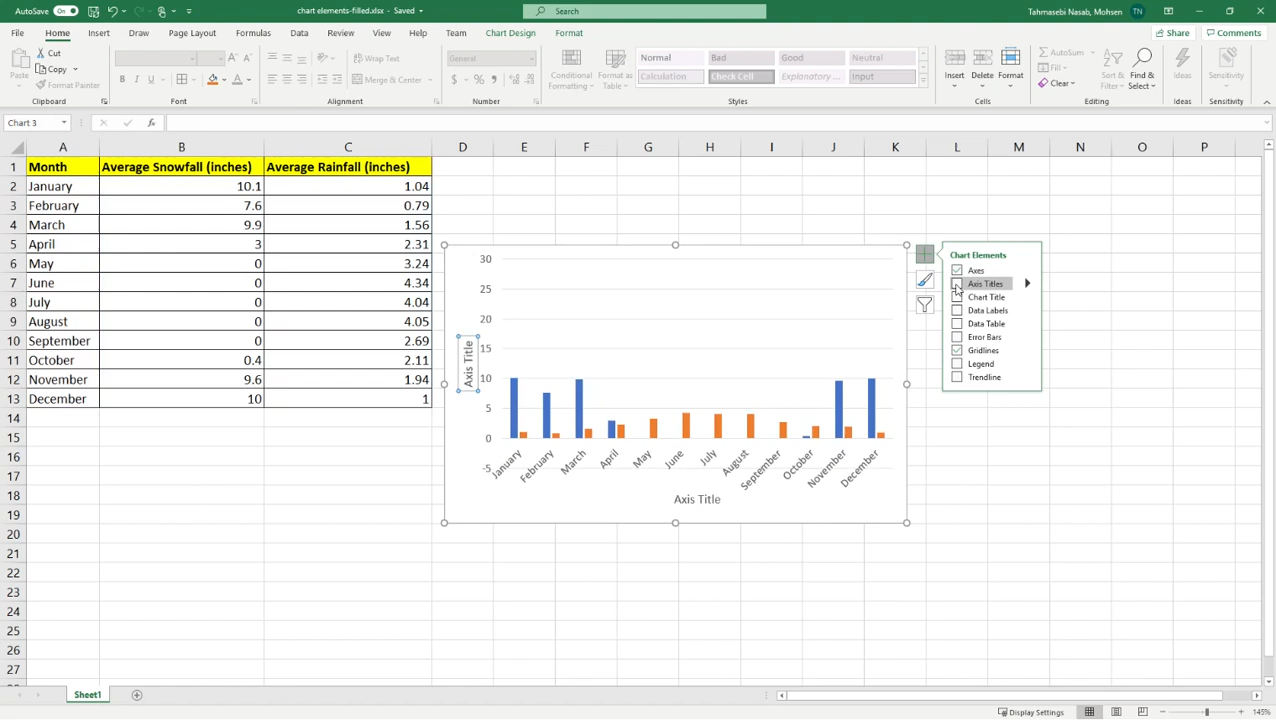 AutoSave On chart elements-filled.xlsx - Saved Search Tahmasebi Nasab, Mohsen TN
File Home Insert Draw Page Layout Formulas Data Review View Help Team Chart Design Format Share Comments
Paste Cut Copy Format Painter
Clipboard
B I U
Font
Wrap Text
Merge & Center
Alignment
General
$ % ,
Number
Conditional Formatting
Format as Table
Normal Bad Good Neutral
Calculation Check Cell Explanatory ... Input
Styles
Insert Delete Format
Cells
AutoSum
Fill
Clear
Sort & Filter
Find & Select
Editing
Ideas
Ideas
Sensitivity
Sensitivity
Chart 3 fx
A B C D E F G H I J K L M N O P
1 Month Average Snowfall (inches) Average Rainfall (inches)
2 January 10.1 1.04
3 February 7.6 0.79
4 March 9.9 1.56
5 April 3 2.31
6 May 0 3.24
7 June 0 4.34
8 July 0 4.04
9 August 0 4.05
10 September 0 2.69
11 October 0.4 2.11
12 November 9.6 1.94
13 December 10 1
14
15
16
17
18
19
20
21
22
23
24
25
26
27
30
25
20
15
10
5
0
-5
Axis Title
January February March April May June July August September October November December
Axis Title
Chart Elements
Axes
Axis Titles
Chart Title
Data Labels
Data Table
Error Bars
Gridlines
Legend
Trendline
Sheet1
Display Settings 145%